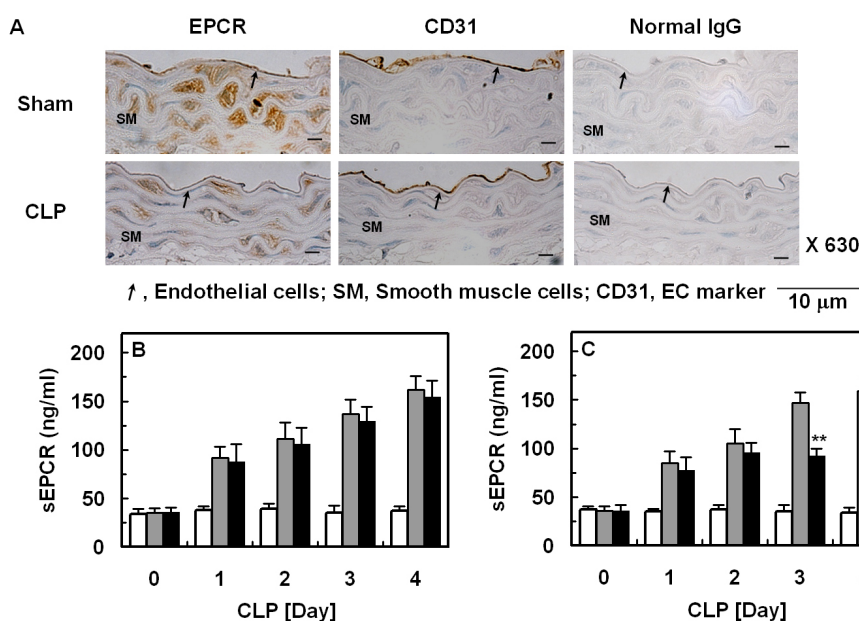 A
EPCR CD31 Normal IgG
Sham
SM SM SM
CLP
SM SM SM
X 630
↑, Endothelial cells; SM, Smooth muscle cells; CD31, EC marker
10 μm
B
sEPCR (ng/ml)
200
150
100
50
0
0 1 2 3 4
CLP [Day]
C
sEPCR (ng/ml)
200
150
100
50
0
**
0 1 2 3
CLP [Day]